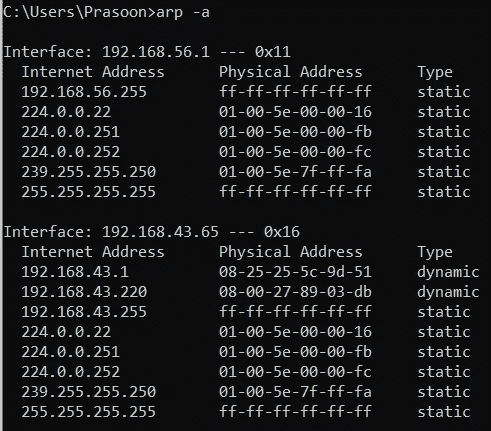 C:\Users\Prasoon>arp -a
Interface: 192.168.56.1 --- 0x11
Internet Address Physical Address Type
192.168.56.255 ff-ff-ff-ff-ff-ff static
224.0.0.22 01-00-5e-00-00-16 static
224.0.0.251 01-00-5e-00-00-fb static
224.0.0.252 01-00-5e-00-00-fc static
239.255.255.250 01-00-5e-7f-ff-fa static
255.255.255.255 ff-ff-ff-ff-ff-ff static
Interface: 192.168.43.65 --- 0x16
Internet Address Physical Address Type
192.168.43.1 08-25-25-5c-9d-51 dynamic
192.168.43.220 08-00-27-89-03-db dynamic
192.168.43.255 ff-ff-ff-ff-ff-ff static
224.0.0.22 01-00-5e-00-00-16 static
224.0.0.251 01-00-5e-00-00-fb static
224.0.0.252 01-00-5e-00-00-fc static
239.255.255.250 01-00-5e-7f-ff-fa static
255.255.255.255 ff-ff-ff-ff-ff-ff static